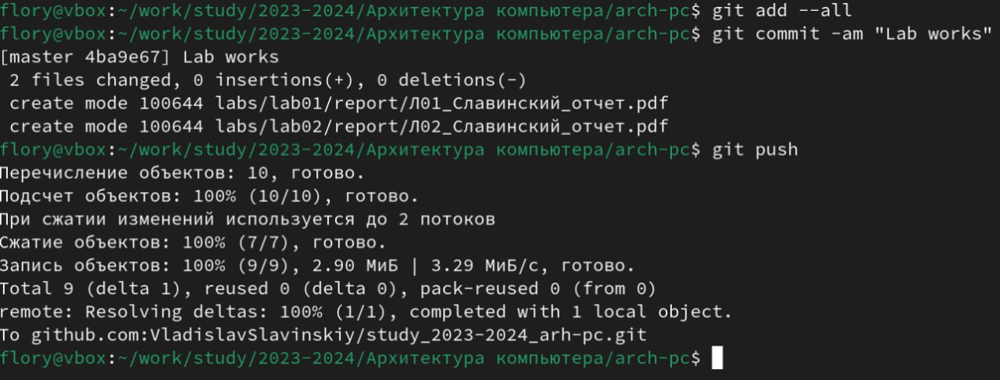 flory@vbox:~/work/study/2023-2024/Архитектура компьютера/arch-pc$ git add --all
flory@vbox:~/work/study/2023-2024/Архитектура компьютера/arch-pc$ git commit -am "Lab works"
[master 4ba9e67] Lab works
 2 files changed, 0 insertions(+), 0 deletions(-)
 create mode 100644 labs/lab01/report/Л01_Славинский_отчет.pdf
 create mode 100644 labs/lab02/report/Л02_Славинский_отчет.pdf
flory@vbox:~/work/study/2023-2024/Архитектура компьютера/arch-pc$ git push
Перечисление объектов: 10, готово.
Подсчет объектов: 100% (10/10), готово.
При сжатии изменений используется до 2 потоков
Сжатие объектов: 100% (7/7), готово.
Запись объектов: 100% (9/9), 2.90 МиБ | 3.29 МиБ/с, готово.
Total 9 (delta 1), reused 0 (delta 0), pack-reused 0 (from 0)
remote: Resolving deltas: 100% (1/1), completed with 1 local object.
To github.com:VladislavSlavinskiy/study_2023-2024_arh-pc.git
flory@vbox:~/work/study/2023-2024/Архитектура компьютера/arch-pc$